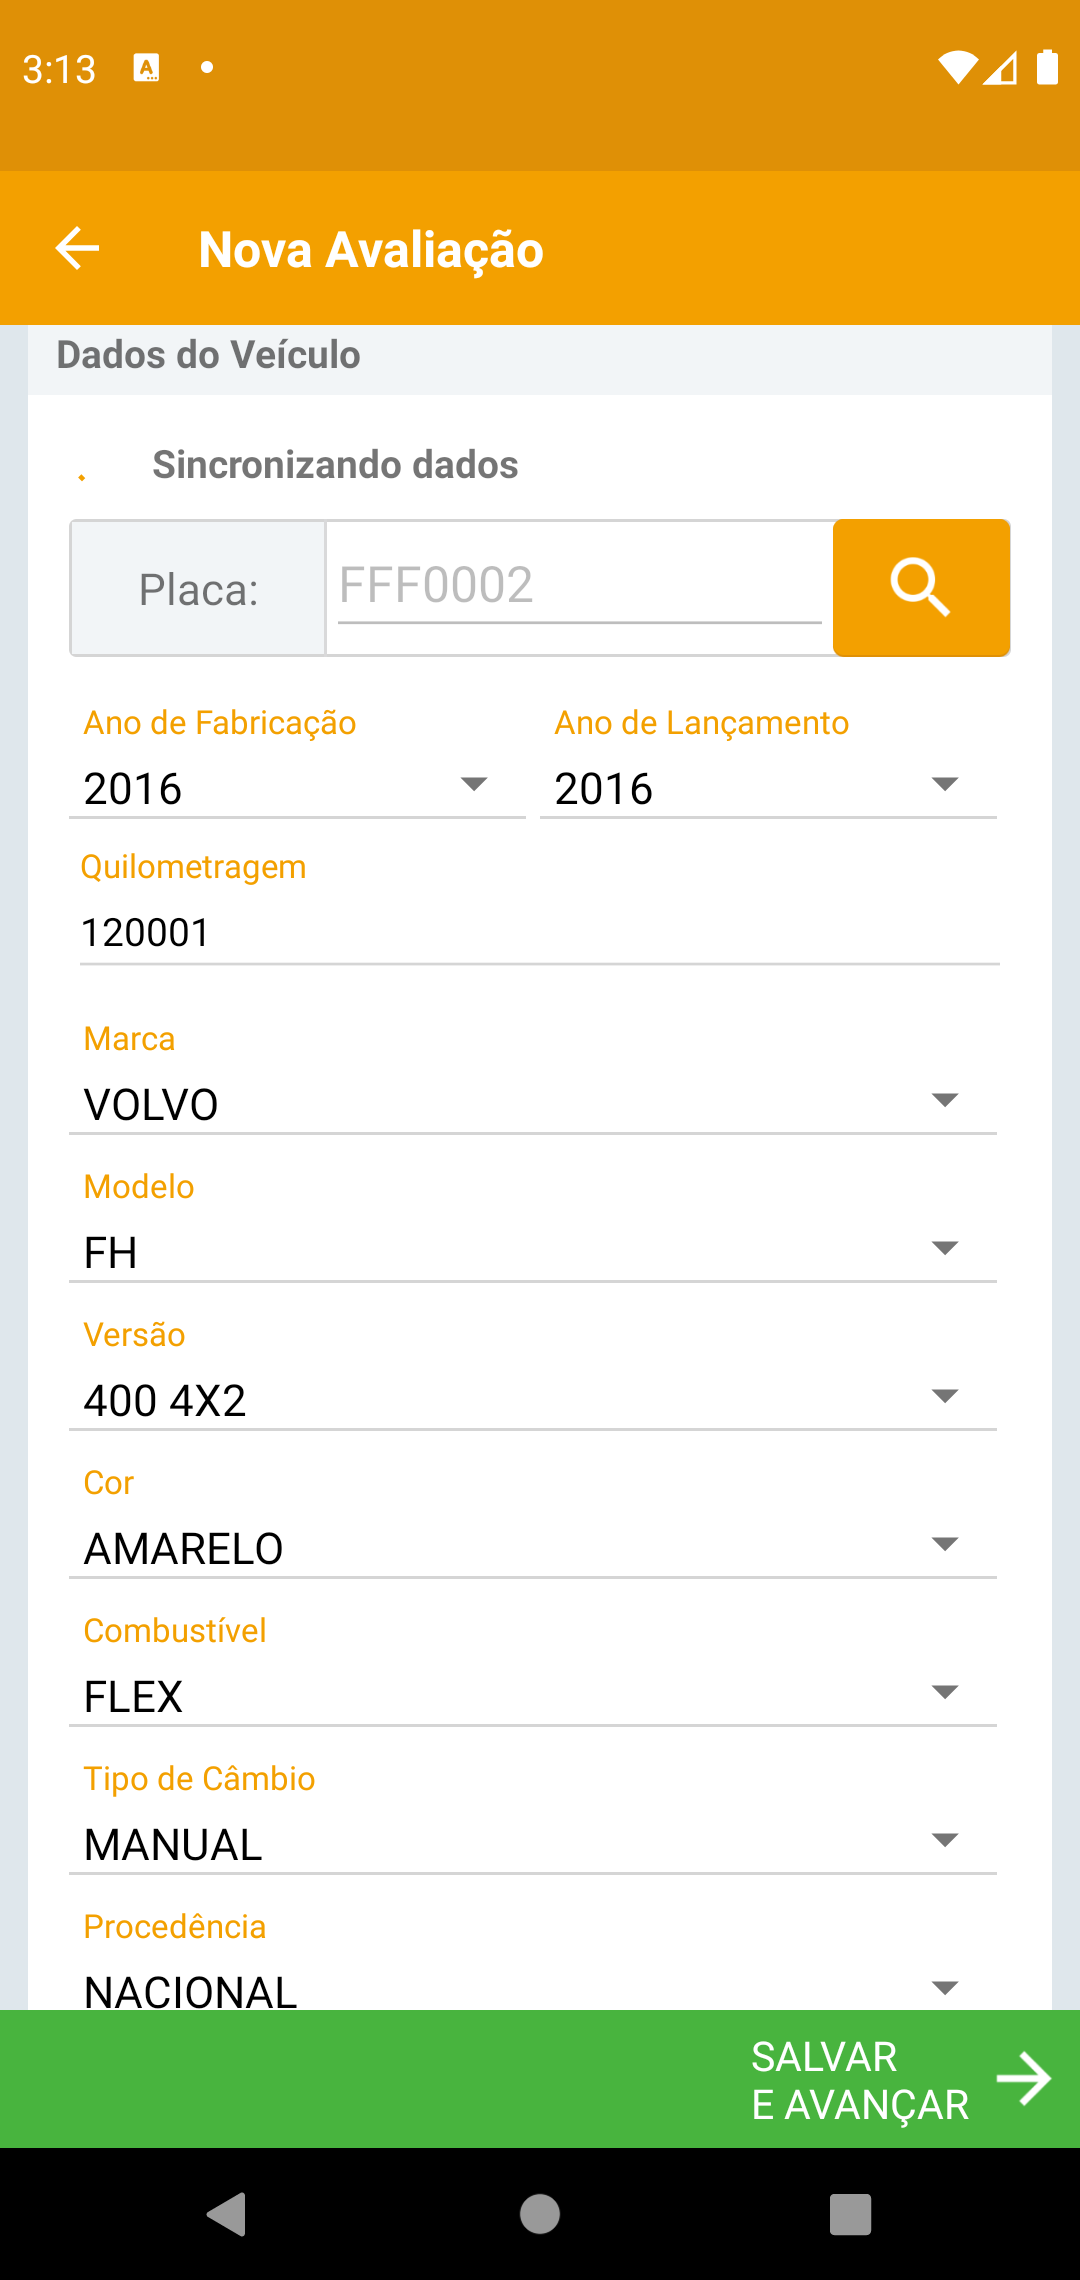 3:13
Nova Avaliação
Dados do Veículo
Sincronizando dados
Placa:
FFF0002
Ano de Fabricação
Ano de Lançamento
2016
2016
Quilometragem
120001
Marca
VOLVO
Modelo
FH
Versão
400 4X2
Cor
AMARELO
Combustível
FLEX
Tipo de Câmbio
MANUAL
Procedência
NACIONAL
SALVAR
E AVANÇAR